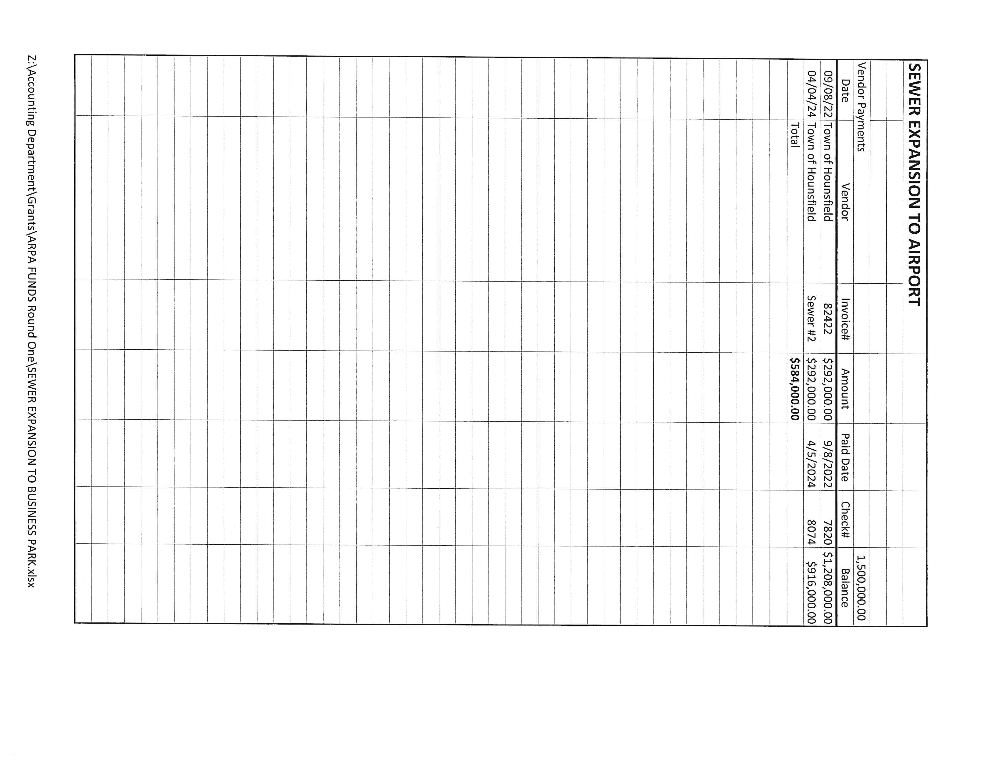 SEWER EXPANSION TO AIRPORT
Vendor Payments 1,500,000.00
Date Vendor Invoice# Amount Paid Date Check# Balance
09/08/22 Town of Hounsfield 82422 $292,000.00 9/8/2022 7820 $1,208,000.00
04/04/24 Town of Hounsfield Sewer #2 $292,000.00 4/5/2024 8074 $916,000.00
Total $584,000.00
Z:\Accounting Department\Grants\ARPA FUNDS Round One\SEWER EXPANSION TO BUSINESS PARK.xlsx